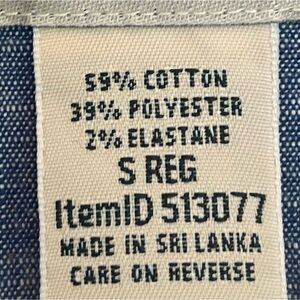 59% COTTON
39% POLYESTER
2% ELASTANE
S REG
ItemID 513077
MADE IN SRI LANKA
CARE ON REVERSE